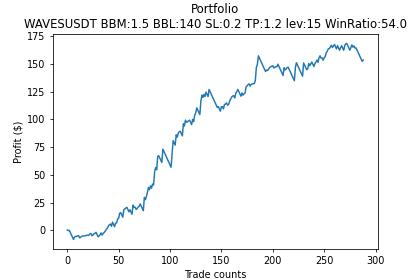 Portfolio
WAVESUSDT BBM:1.5 BBL:140 SL:0.2 TP:1.2 lev:15 WinRatio:54.0
175
150
125
100
75
50
25
0
Profit ($)
0 50 100 150 200 250 300
Trade counts